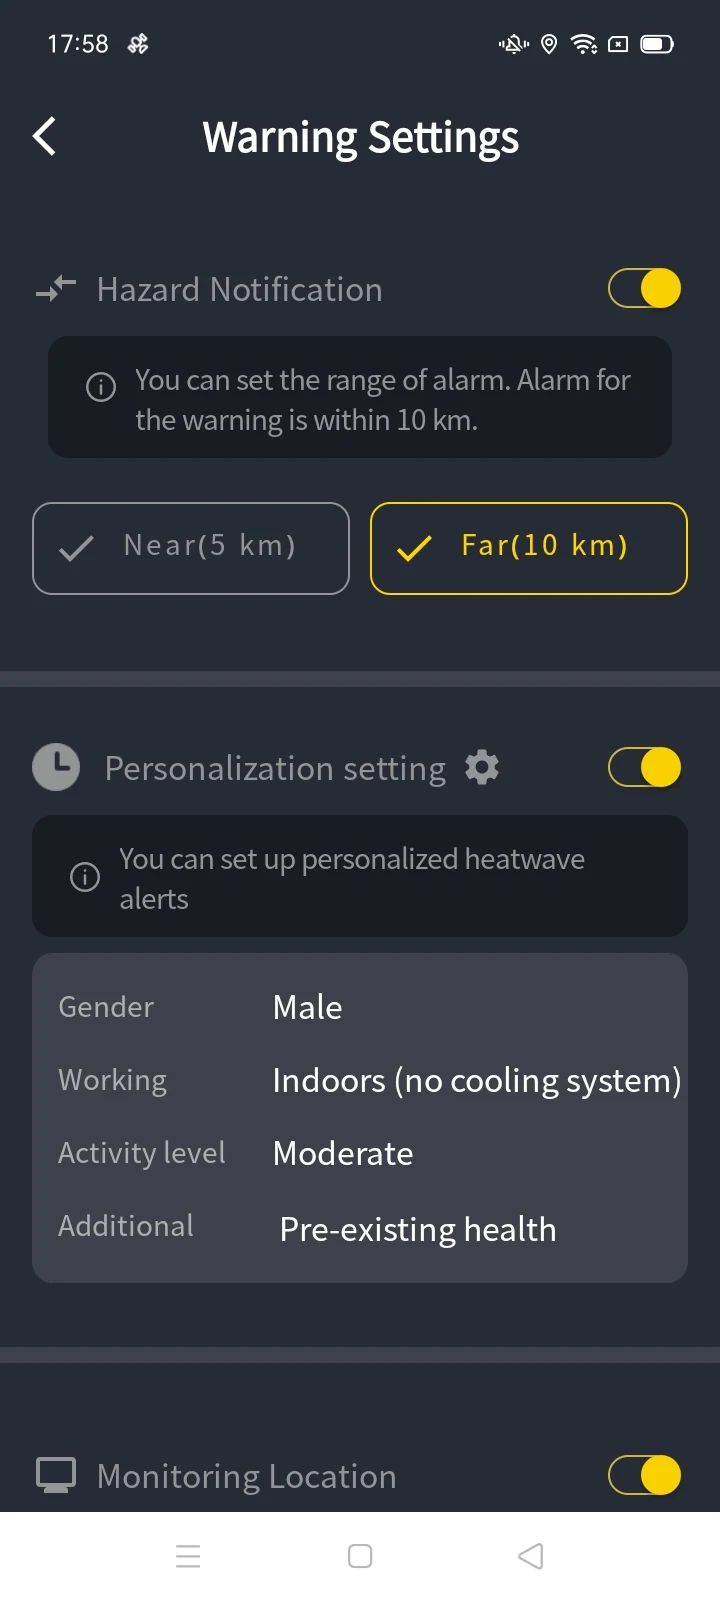 17:58
Warning Settings
Hazard Notification
You can set the range of alarm. Alarm for
the warning is within 10 km.
Near(5 km)
Far(10 km)
Personalization setting
You can set up personalized heatwave
alerts
Gender Male
Working Indoors (no cooling system)
Activity level Moderate
Additional Pre-existing health
Monitoring Location